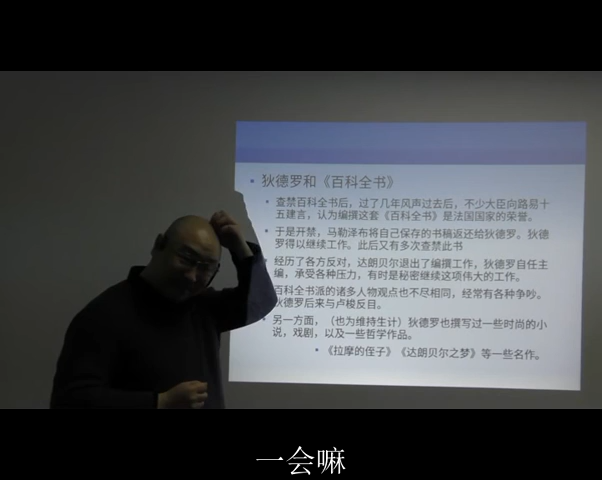 • 狄德罗和《百科全书》
• 查禁百科全书后，过了几年风声过去后，不少大臣向路易十
五建言，认为编撰这套《百科全书》是法国国家的荣誉。
• 于是开禁，马勒泽布将自己保存的书稿返还给狄德罗。狄德
罗得以继续工作。此后又有多次查禁此书
经历了各方反对，达朗贝尔退出了编撰工作，狄德罗自任主
编，承受各种压力，有时是秘密继续这项伟大的工作。
百科全书派的诸多人物观点也不尽相同，经常有各种争吵。
狄德罗后来与卢梭反目。
• 另一方面，（也为维持生计）狄德罗也撰写过一些时尚的小
说，戏剧，以及一些哲学作品。
• 《拉摩的侄子》《达朗贝尔之梦》等一些名作。
一会嘛